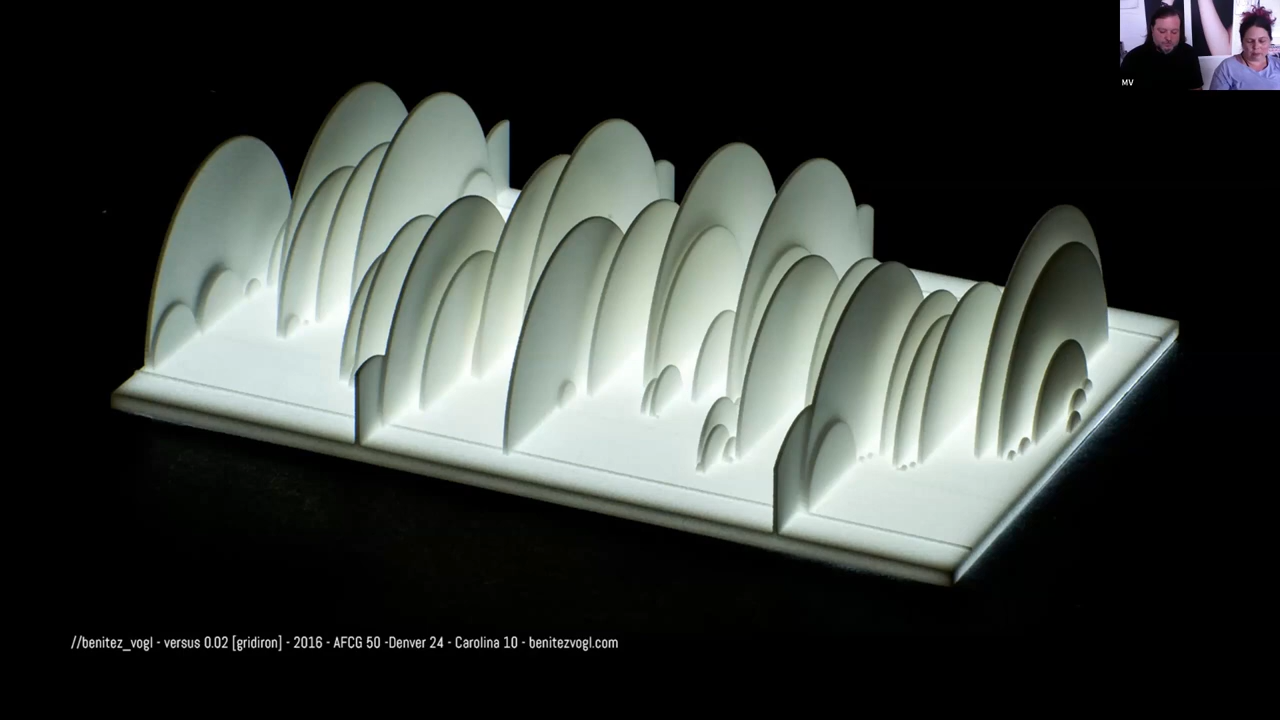 MV
//benitez_vogl - versus 0.02 [gridiron] - 2016 - AFCG 50 -Denver 24 - Carolina 10 - benitezvogl.com